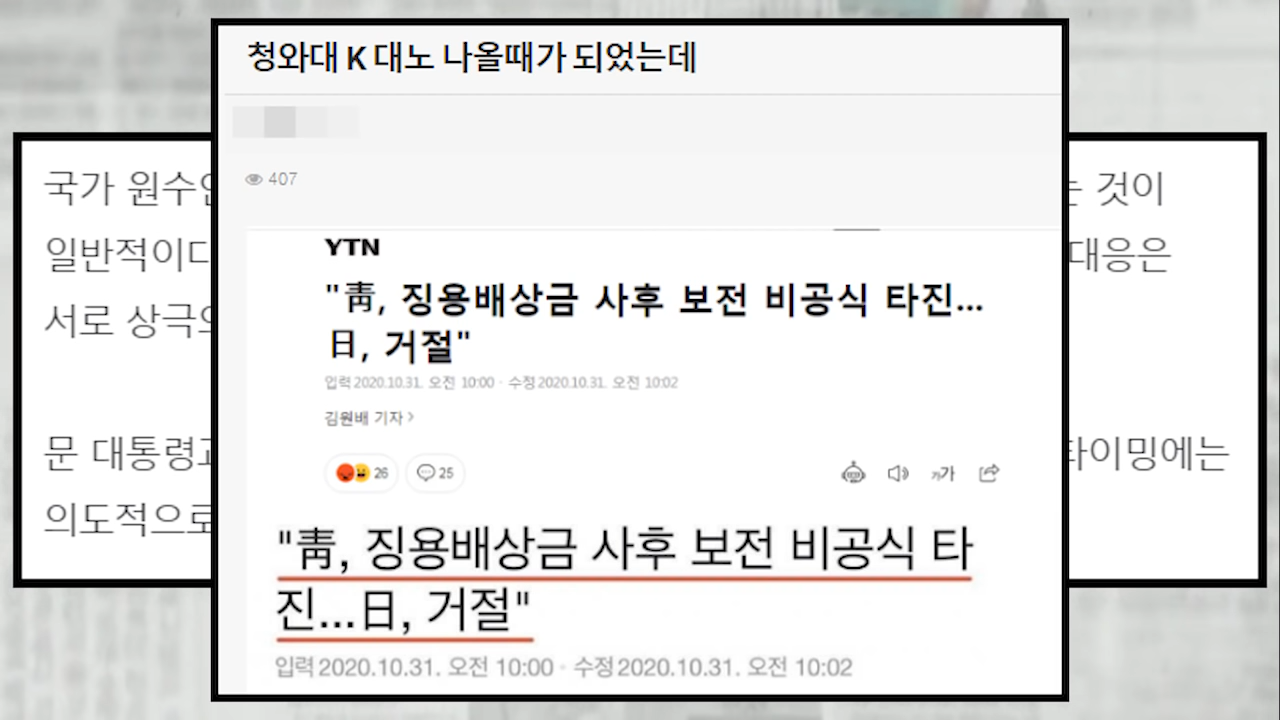 청와대 K 대노 나올때가 되었는데
407
YTN
"靑, 징용배상금 사후 보전 비공식 타진...
日, 거절"
입력 2020.10.31. 오전 10:00 · 수정 2020.10.31. 오전 10:02
김원배 기자 >
26 25 가가
"靑, 징용배상금 사후 보전 비공식 타
진...日, 거절"
입력 2020.10.31. 오전 10:00 · 수정 2020.10.31. 오전 10:02
국가 원수 것이
일반적이다 대응은
서로 상극
문 대통령 타이밍에는
의도적으로